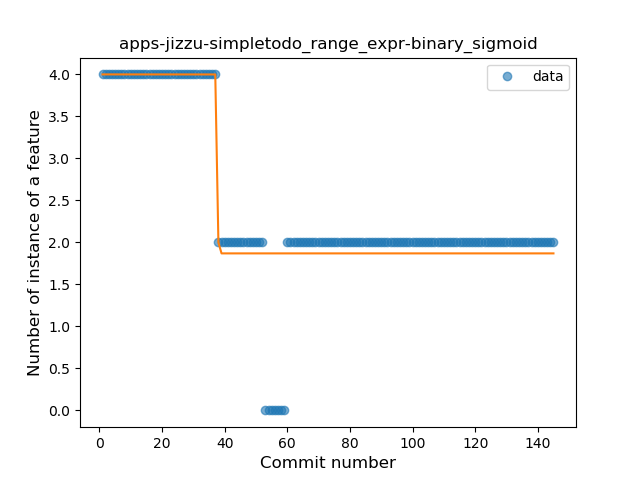 apps-jizzu-simpletodo_range_expr-binary_sigmoid
data
Number of instance of a feature
4.0
3.5
3.0
2.5
2.0
1.5
1.0
0.5
0.0
0 20 40 60 80 100 120 140
Commit number